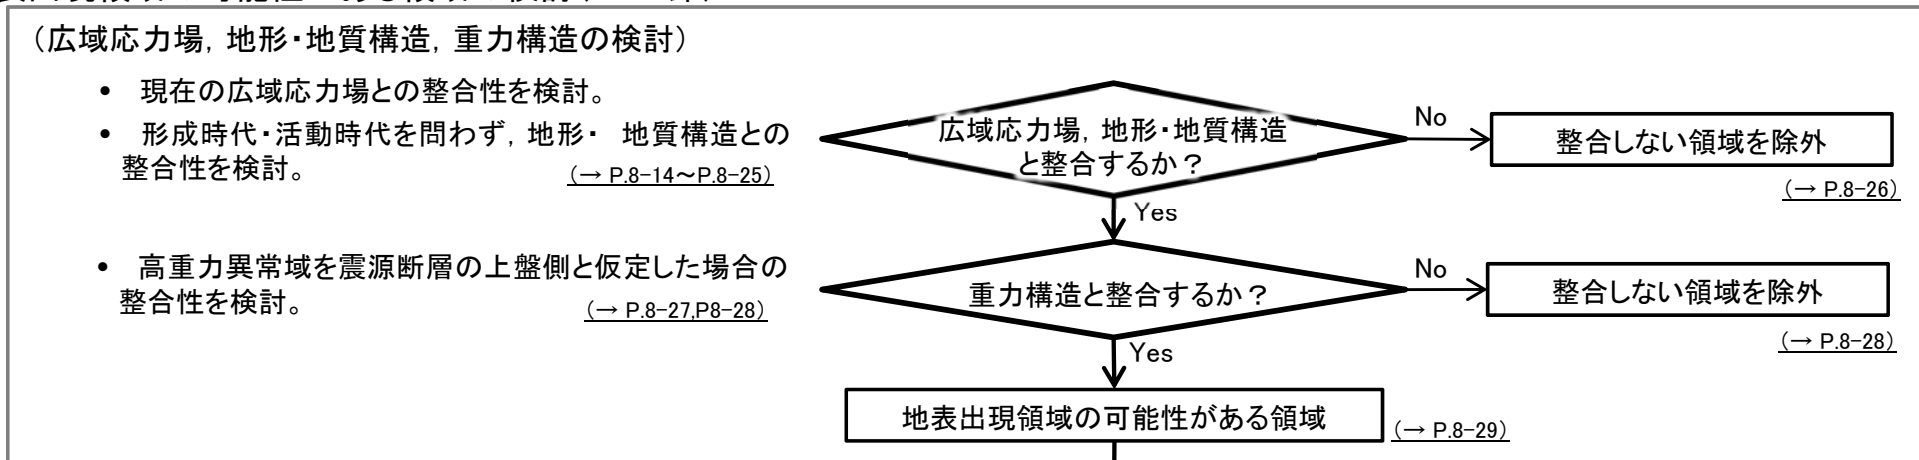 （広域応力場，地形・地質構造，重力構造の検討）
• 現在の広域応力場との整合性を検討。
• 形成時代・活動時代を問わず，地形・ 地質構造との
整合性を検討。 （→ P.8-14～P.8-25）
広域応力場，地形・地質構造
と整合するか？
No
整合しない領域を除外
（→ P.8-26）
Yes
• 高重力異常域を震源断層の上盤側と仮定した場合の
整合性を検討。 （→ P.8-27,P8-28）
重力構造と整合するか？
No
整合しない領域を除外
（→ P.8-28）
Yes
地表出現領域の可能性がある領域
（→ P.8-29）